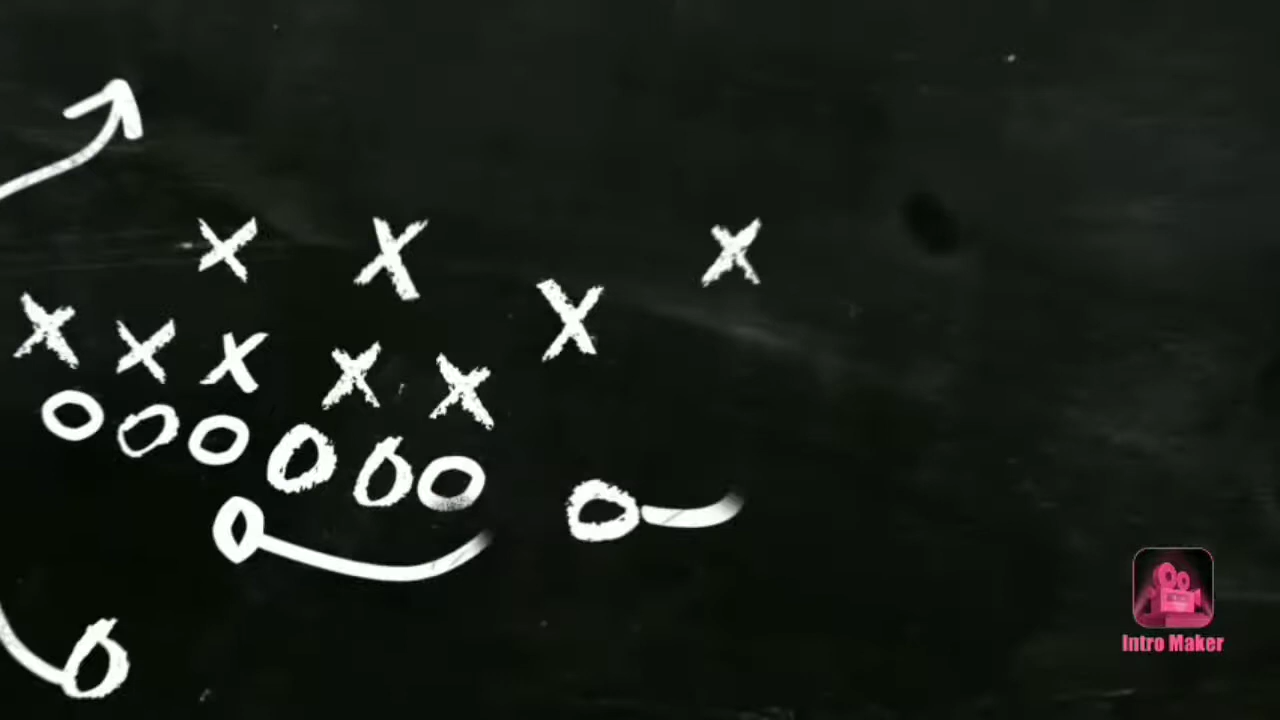 X X X
X
X X X X X
O O O O O O
O O
O
Intro Maker